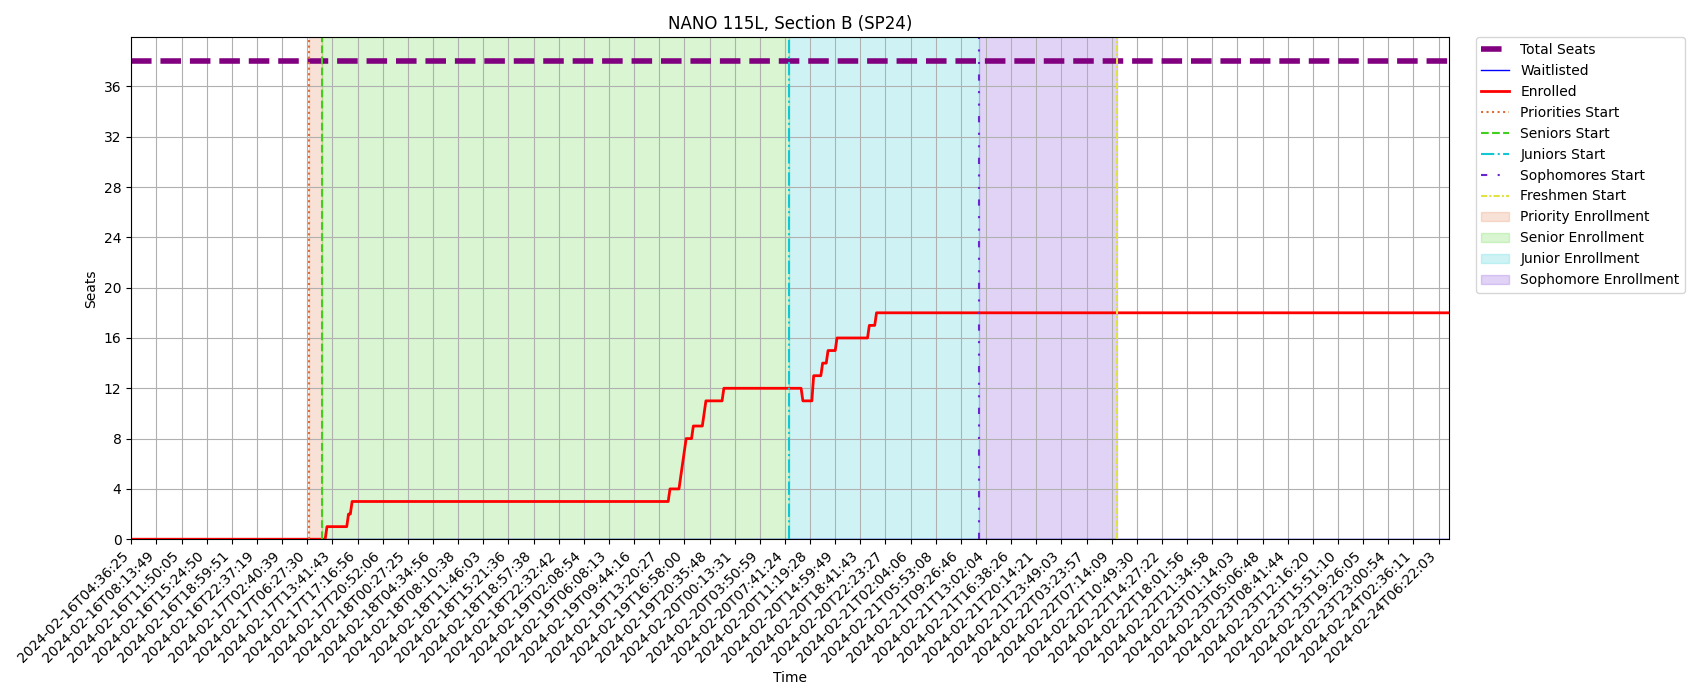 NANO 115L, Section B (SP24)
Seats
36
32
28
24
20
16
12
8
4
0
2024-02-16T04:36:25
2024-02-16T08:13:49
2024-02-16T11:50:05
2024-02-16T15:24:50
2024-02-16T18:59:51
2024-02-16T22:37:19
2024-02-17T02:40:39
2024-02-17T06:27:30
2024-02-17T13:41:43
2024-02-17T17:16:56
2024-02-17T20:52:06
2024-02-18T00:27:25
2024-02-18T04:34:56
2024-02-18T08:10:38
2024-02-18T11:46:03
2024-02-18T15:21:36
2024-02-18T18:57:38
2024-02-18T22:32:42
2024-02-19T02:08:54
2024-02-19T06:08:13
2024-02-19T09:44:16
2024-02-19T13:20:27
2024-02-19T16:58:00
2024-02-19T20:35:48
2024-02-20T00:13:31
2024-02-20T03:50:59
2024-02-20T07:41:24
2024-02-20T11:19:28
2024-02-20T14:59:49
2024-02-20T18:41:43
2024-02-20T22:23:27
2024-02-21T02:04:06
2024-02-21T05:53:08
2024-02-21T09:26:46
2024-02-21T13:02:04
2024-02-21T16:38:26
2024-02-21T20:14:21
2024-02-21T23:49:03
2024-02-22T03:23:57
2024-02-22T07:14:09
2024-02-22T10:49:30
2024-02-22T14:27:22
2024-02-22T18:01:56
2024-02-22T21:34:58
2024-02-23T01:14:03
2024-02-23T05:06:48
2024-02-23T08:41:44
2024-02-23T12:16:20
2024-02-23T15:51:10
2024-02-23T19:26:05
2024-02-23T23:00:54
2024-02-24T02:36:11
2024-02-24T06:22:03
Time
Total Seats
Waitlisted
Enrolled
Priorities Start
Seniors Start
Juniors Start
Sophomores Start
Freshmen Start
Priority Enrollment
Senior Enrollment
Junior Enrollment
Sophomore Enrollment